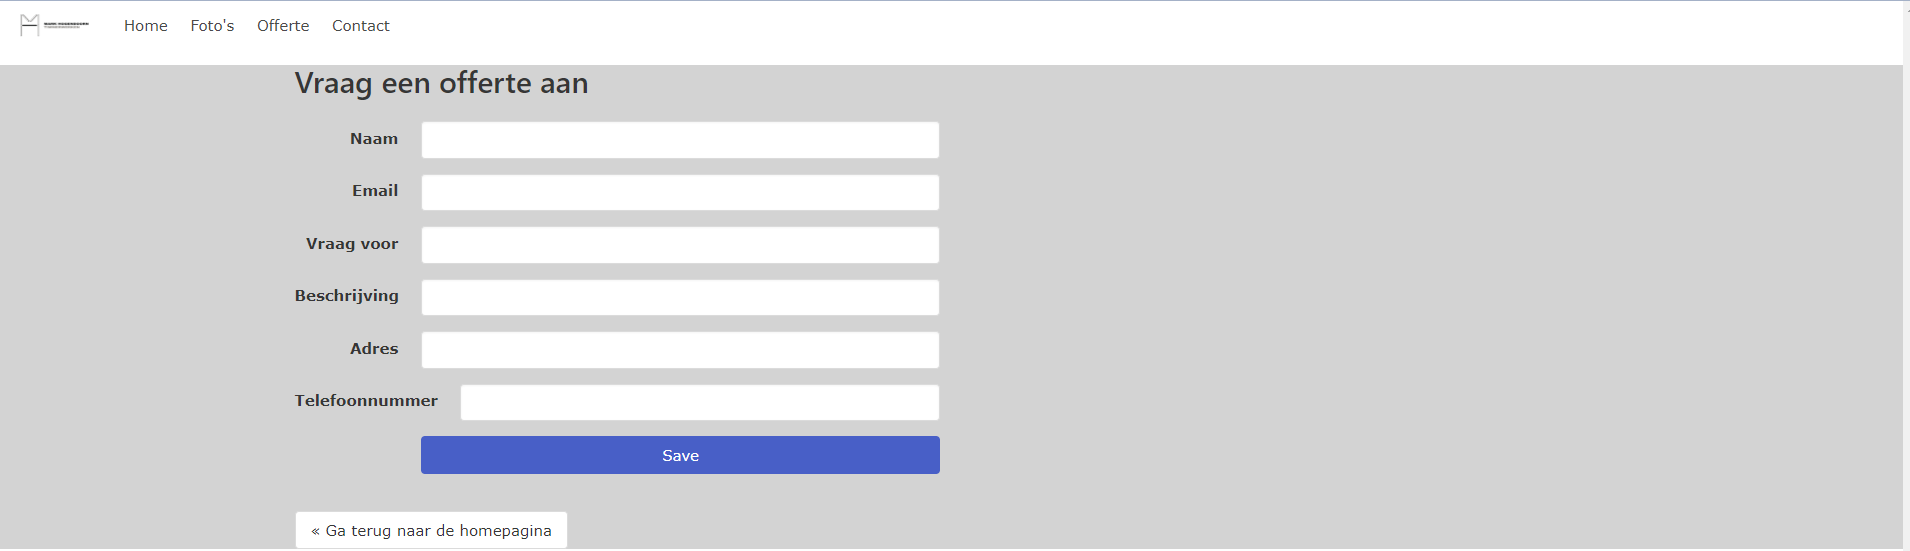 Home Foto's Offerte Contact
Vraag een offerte aan
Naam
Email
Vraag voor
Beschrijving
Adres
Telefoonnummer
Save
« Ga terug naar de homepagina